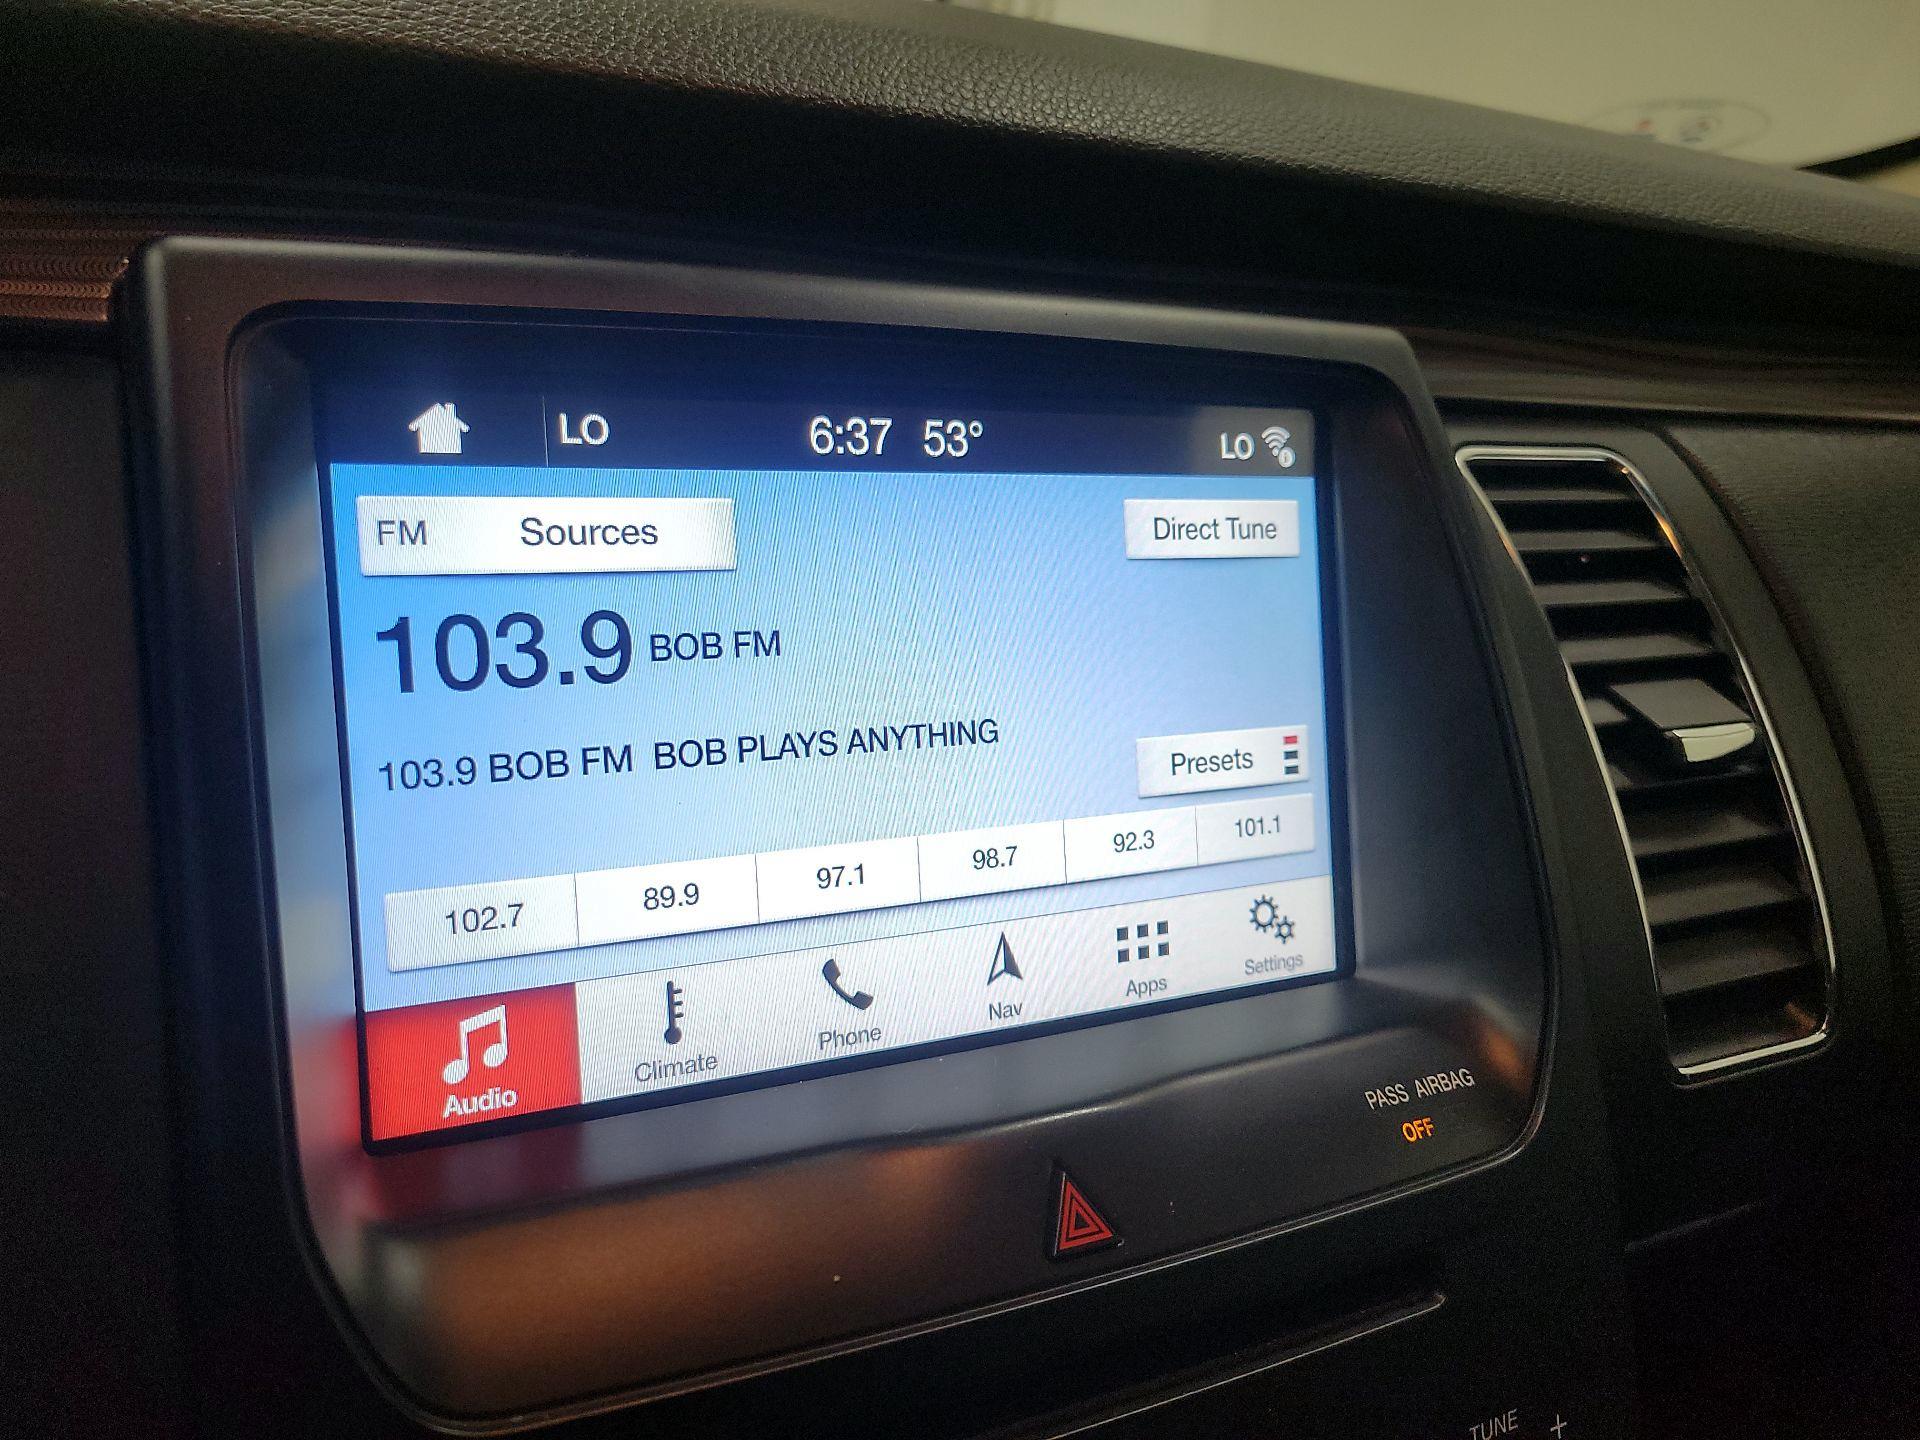 LO 6:37 53° LO
FM Sources Direct Tune
103.9 BOB FM
103.9 BOB FM BOB PLAYS ANYTHING
Presets
102.7 89.9 97.1 98.7 92.3 101.1
Audio Climate Phone Nav Apps Settings
PASS AIRBAG
OFF
TUNE +